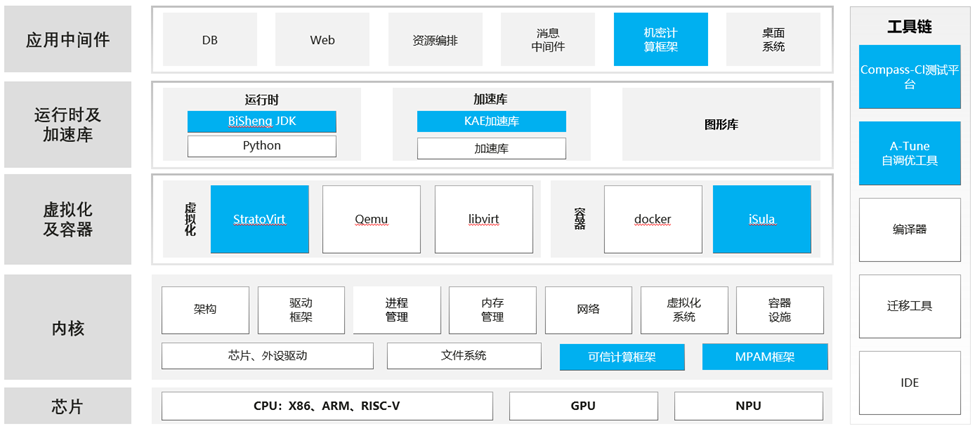 应用中间件
DB
Web
资源编排
消息
中间件
机密计
算框架
桌面
系统
运行时及
加速库
运行时
BiSheng JDK
Python
加速库
KAE加速库
加速库
图形库
虚拟化
及容器
虚拟化
StratoVirt
Qemu
libvirt
容器
docker
iSula
内核
架构
驱动
框架
进程
管理
内存
管理
网络
虚拟化
系统
容器
设施
芯片、外设驱动
文件系统
可信计算框架
MPAM框架
芯片
CPU：X86、ARM、RISC-V
GPU
NPU
工具链
Compass-CI测试平
台
A-Tune
自调优工具
编译器
迁移工具
IDE